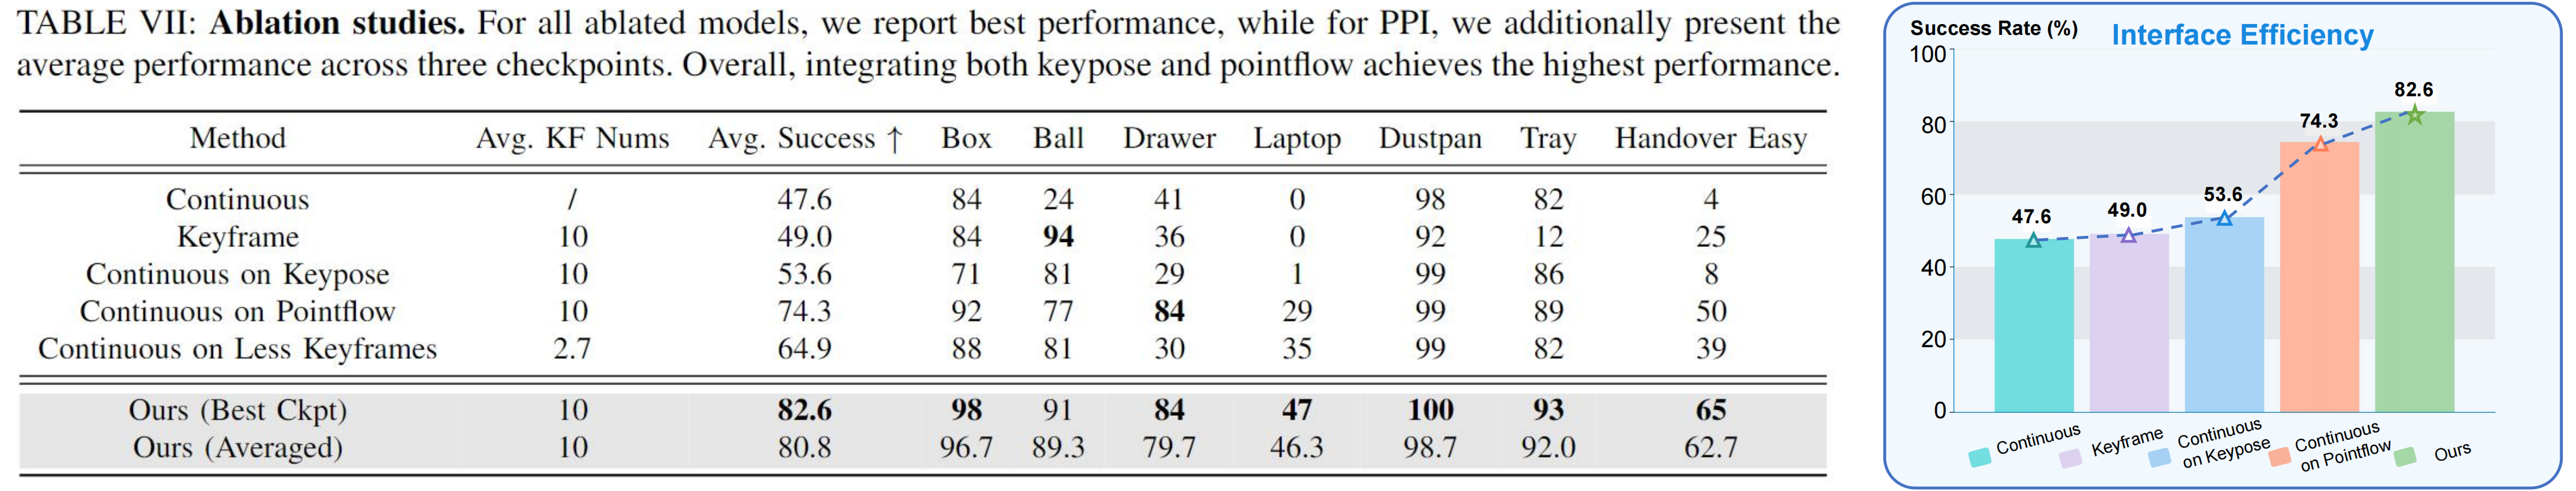 TABLE VII: Ablation studies. For all ablated models, we report best performance, while for PPI, we additionally present the
average performance across three checkpoints. Overall, integrating both keypose and pointflow achieves the highest performance.
Method Avg. KF Nums Avg. Success ↑ Box Ball Drawer Laptop Dustpan Tray Handover Easy
Continuous / 47.6 84 24 41 0 98 82 4
Keyframe 10 49.0 84 94 36 0 92 12 25
Continuous on Keypose 10 53.6 71 81 29 1 99 86 8
Continuous on Pointflow 10 74.3 92 77 84 29 99 89 50
Continuous on Less Keyframes 2.7 64.9 88 81 30 35 99 82 39
Ours (Best Ckpt) 10 82.6 98 91 84 47 100 93 65
Ours (Averaged) 10 80.8 96.7 89.3 79.7 46.3 98.7 92.0 62.7
Success Rate (%)
Interface Efficiency
100
80
60
40
20
0
47.6
49.0
53.6
74.3
82.6
Continuous
Keyframe
Continuous
on Keypose
Continuous
on Pointflow
Ours